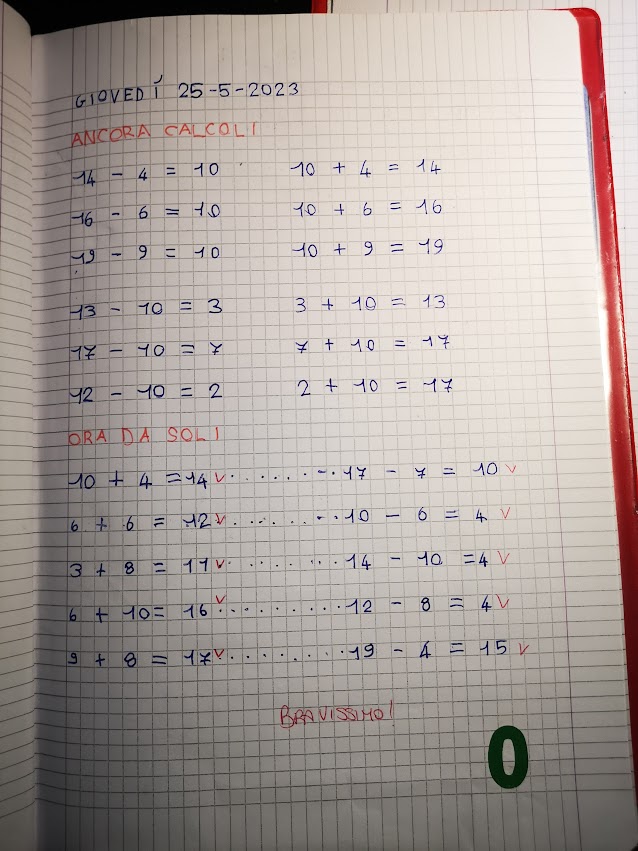 GIOVEDÍ 25-5-2023
ANCORA CALCOLI
14 - 4 = 10 10 + 4 = 14
16 - 6 = 10 10 + 6 = 16
19 - 9 = 10 10 + 9 = 19
13 - 10 = 3 3 + 10 = 13
17 - 10 = 7 7 + 10 = 17
12 - 10 = 2 2 + 10 = 17
ORA DA SOLI
10 + 4 = 14 v . . . . . . - . . 17 - 7 = 10 v
6 + 6 = 12 v . . . . . . - . . 10 - 6 = 4 v
3 + 8 = 11 v . . . . . . . . . 14 - 10 = 4 v
6 + 10 = 16 v . . . . . . . . . . 12 - 8 = 4 v
9 + 8 = 17 v . . . . . . . . . 19 - 4 = 15 v
BRAVISSIMO!
0